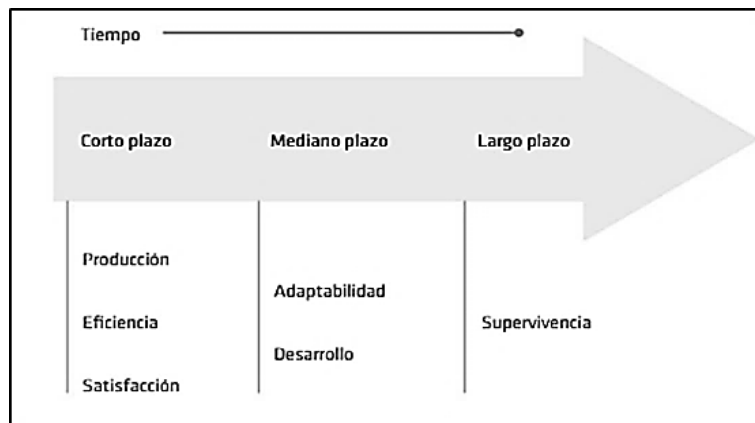 Tiempo
Corto plazo
Mediano plazo
Largo plazo
Producción
Eficiencia
Satisfacción
Adaptabilidad
Desarrollo
Supervivencia